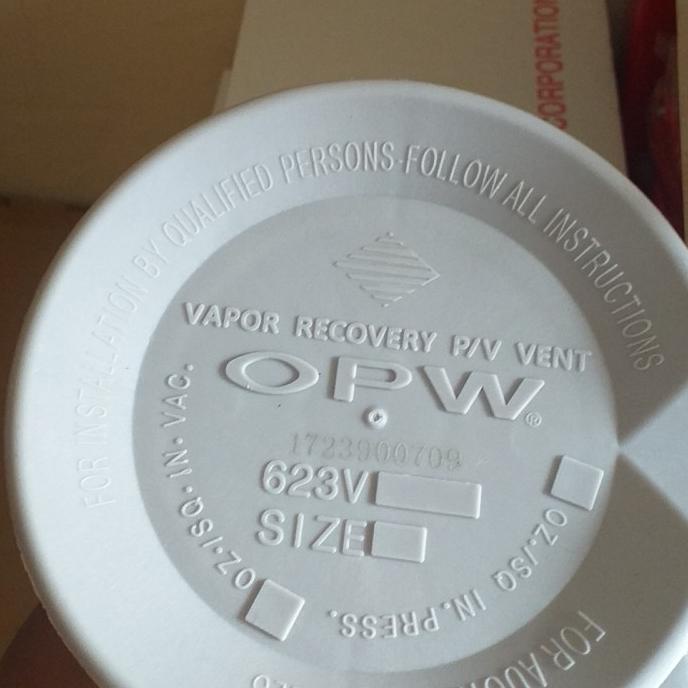 CORPORATION
FOR INSTALLATION BY QUALIFIED PERSONS-FOLLOW ALL INSTRUCTIONS
VAPOR RECOVERY P/V VENT
OPW®
1723900709
623V
SIZE
OZ./SQ.IN.VAC.
OZ./SQ IN.PRESS.
FOR